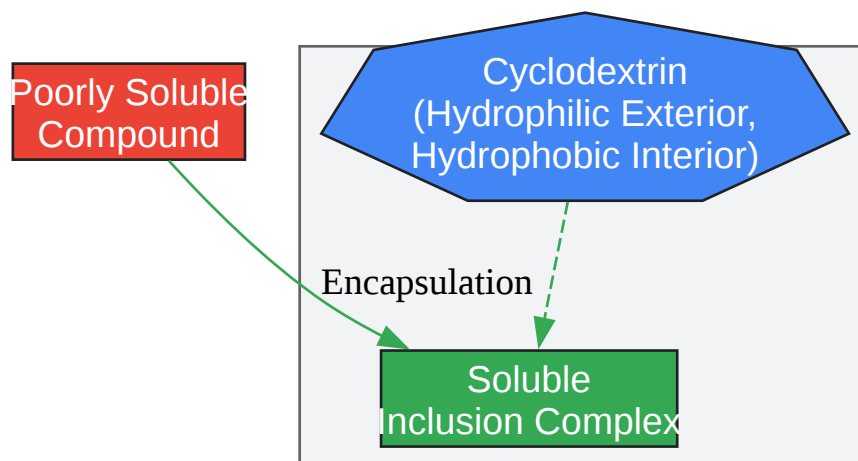 Poorly Soluble
Compound
Cyclodextrin
(Hydrophilic Exterior,
Hydrophobic Interior)
Encapsulation
Soluble
Inclusion Complex